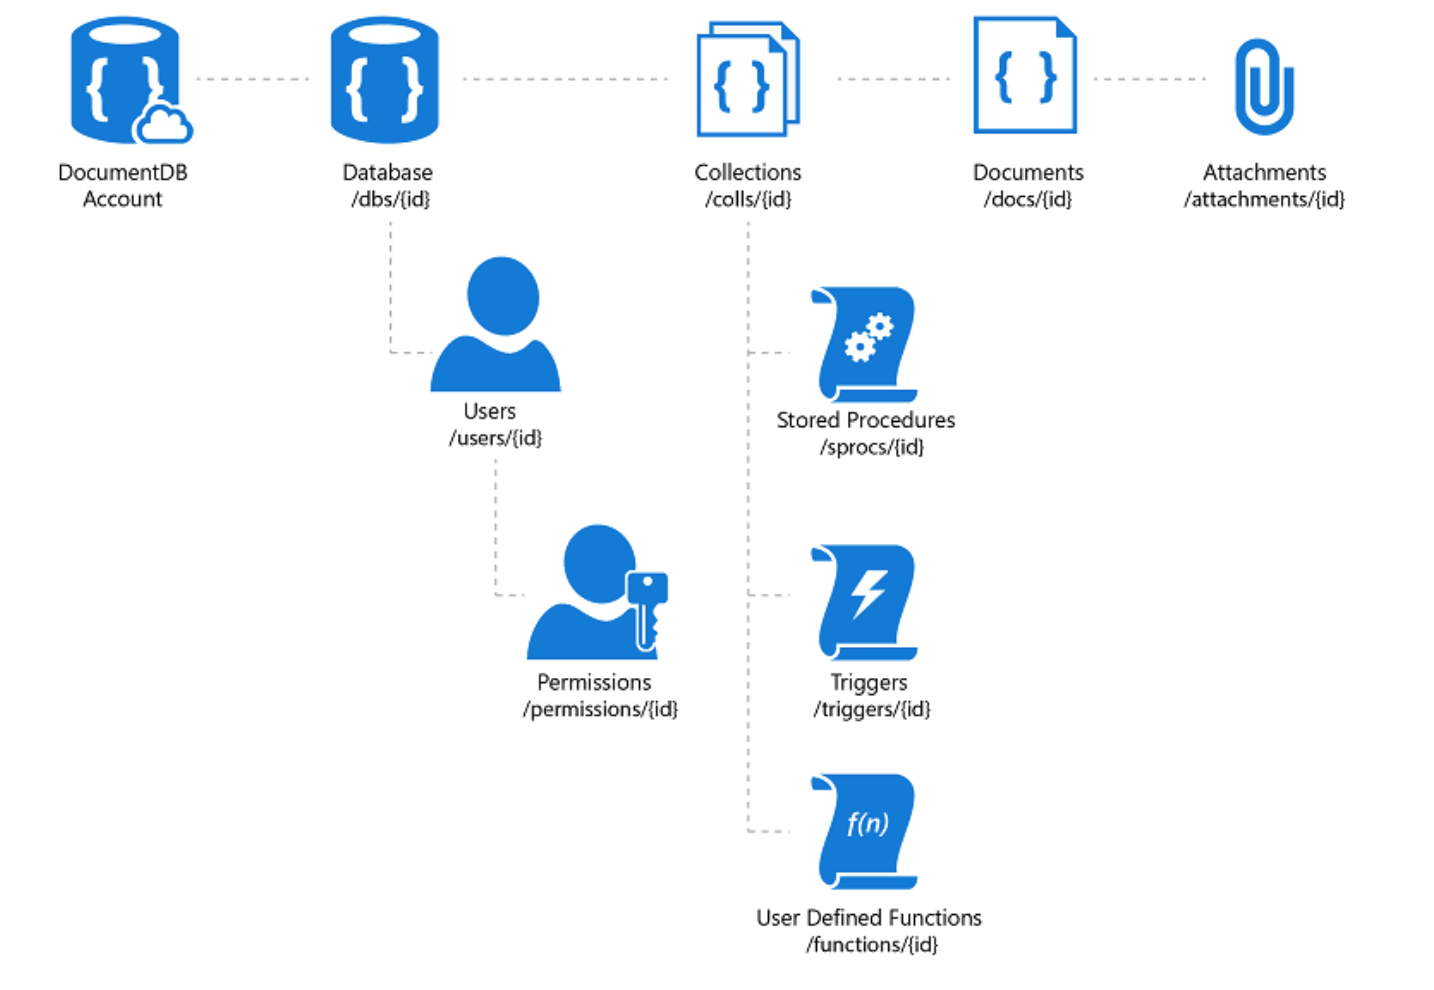 { }
{ }
{ }
{ }
DocumentDB
Account
Database
/dbs/{id}
Collections
/colls/{id}
Documents
/docs/{id}
Attachments
/attachments/{id}
Users
/users/{id}
Stored Procedures
/sprocs/{id}
Permissions
/permissions/{id}
Triggers
/triggers/{id}
f(n)
User Defined Functions
/functions/{id}